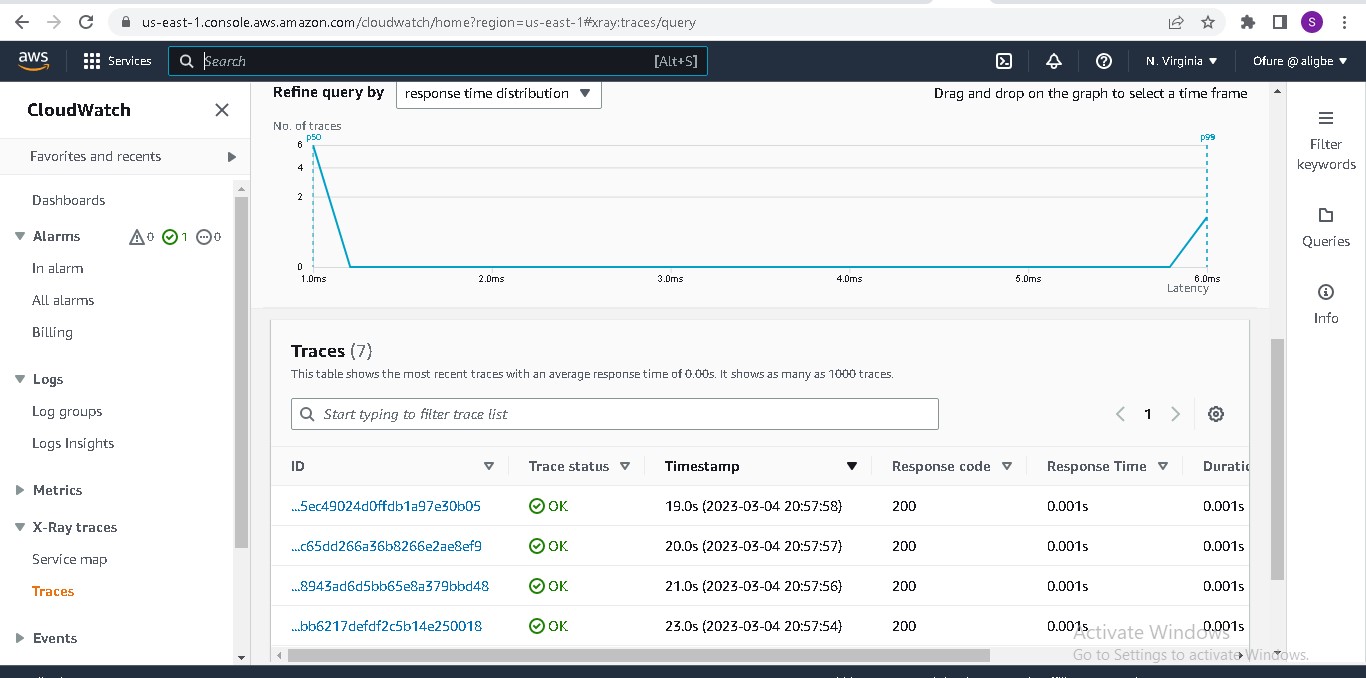 us-east-1.console.aws.amazon.com/cloudwatch/home?region=us-east-1#xray:traces/query
S
aws
Services
Search
[Alt+S]
N. Virginia
Ofure @ aligbe
CloudWatch
Favorites and recents
Dashboards
Alarms 0 1 0
In alarm
All alarms
Billing
Logs
Log groups
Logs Insights
Metrics
X-Ray traces
Service map
Traces
Events
Refine query by
response time distribution
Drag and drop on the graph to select a time frame
No. of traces
p50
p99
6
4
2
0
1.0ms 2.0ms 3.0ms 4.0ms 5.0ms 6.0ms
Latency
Traces (7)
This table shows the most recent traces with an average response time of 0.00s. It shows as many as 1000 traces.
Start typing to filter trace list
1
ID Trace status Timestamp Response code Response Time Duratic
...5ec49024d0ffdb1a97e30b05 OK 19.0s (2023-03-04 20:57:58) 200 0.001s 0.001s
...c65dd266a36b8266e2ae8ef9 OK 20.0s (2023-03-04 20:57:57) 200 0.001s 0.001s
...8943ad6d5bb65e8a379bbd48 OK 21.0s (2023-03-04 20:57:56) 200 0.001s 0.001s
...bb6217defdf2c5b14e250018 OK 23.0s (2023-03-04 20:57:54) 200 0.001s 0.001s
Filter
keywords
Queries
Info
Activate Windows
Go to Settings to activate Windows.